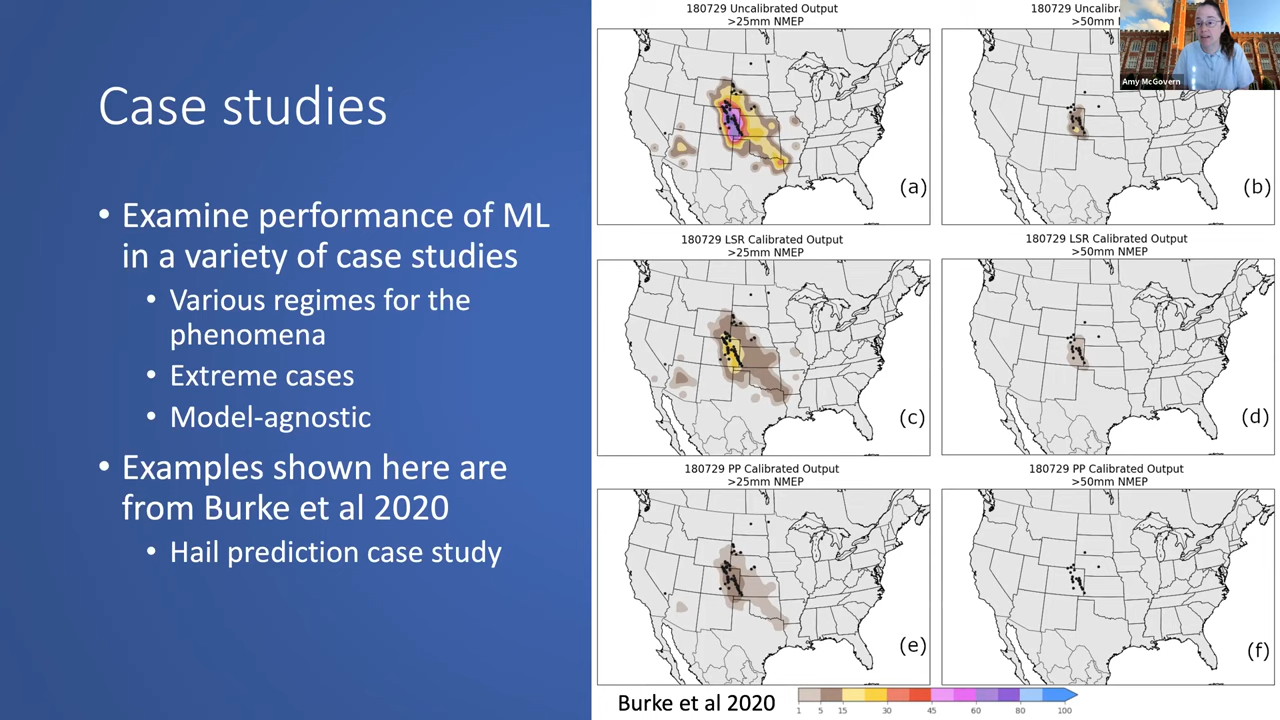 Case studies
• Examine performance of ML
in a variety of case studies
• Various regimes for the
phenomena
• Extreme cases
• Model-agnostic
• Examples shown here are
from Burke et al 2020
• Hail prediction case study
180729 Uncalibrated Output
>25mm NMEP
(a)
180729 Uncalibra
>50mm
Amy McGovern
(b)
180729 LSR Calibrated Output
>25mm NMEP
(c)
180729 LSR Calibrated Output
>50mm NMEP
(d)
180729 PP Calibrated Output
>25mm NMEP
(e)
180729 PP Calibrated Output
>50mm NMEP
(f)
Burke et al 2020
1 5 15 30 45 60 80 100